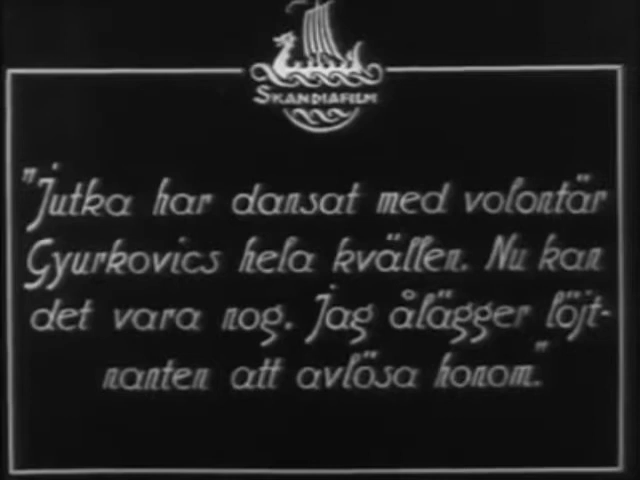 SKANDIAFILM
"Jutka har dansat med volontär
Gyurkovics hela kvällen. Nu kan
det vara nog. Jag ålägger löjt-
nanten att avlösa honom."